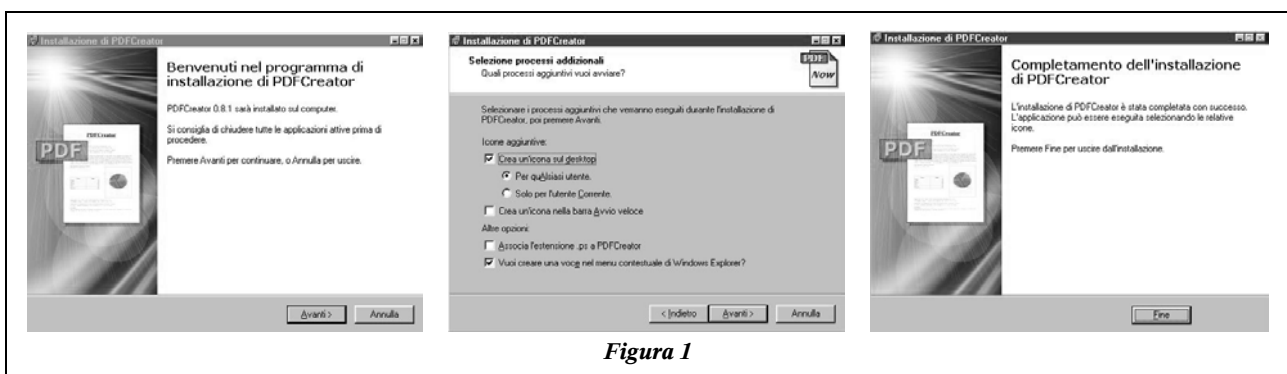 Installazione di PDFCreator
Benvenuti nel programma di
installazione di PDFCreator
PDFCreator 0.8.1 sarà installato sul computer.
Si consiglia di chiudere tutte le applicazioni attive prima di
procedere.
Premere Avanti per continuare, o Annulla per uscire.
PDFCreator
PDF
Avanti >
Annulla
Installazione di PDFCreator
Selezione processi addizionali
Quali processi aggiuntivi vuoi avviare?
PDF
Now
Selezionare i processi aggiuntivi che verranno eseguiti durante l'installazione di
PDFCreator, poi premere Avanti.
Icone aggiuntive:
Crea un'icona sul desktop
Per qualsiasi utente.
Solo per l'utente Corrente.
Crea un'icona nella barra Avvio veloce
Altre opzioni:
Associa l'estensione .ps a PDFCreator
Vuoi creare una voce nel menu contestuale di Windows Explorer?
< Indietro
Avanti >
Annulla
Installazione di PDFCreator
Completamento dell'installazione
di PDFCreator
L'installazione di PDFCreator è stata completata con successo.
L'applicazione può essere eseguita selezionando le relative
icone.
Premere Fine per uscire dall'installazione.
PDFCreator
PDF
Fine
Figura 1